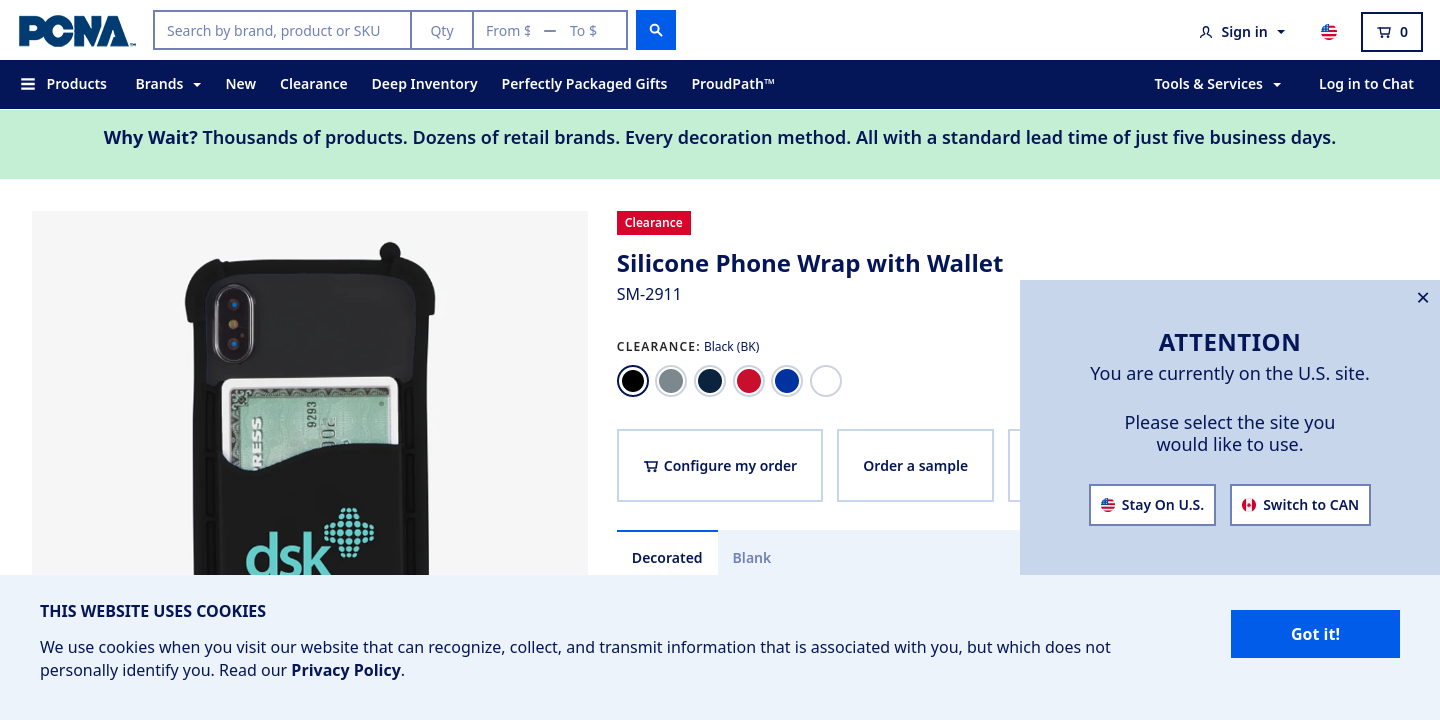 PCNA
Search by brand, product or SKU
Qty
From $ — To $
Sign in
0
Products
Brands
New
Clearance
Deep Inventory
Perfectly Packaged Gifts
ProudPath™
Tools & Services
Log in to Chat
Why Wait? Thousands of products. Dozens of retail brands. Every decoration method. All with a standard lead time of just five business days.
Clearance
Silicone Phone Wrap with Wallet
SM-2911
CLEARANCE: Black (BK)
Configure my order
Order a sample
Decorated
Blank
9293
dsk
ATTENTION
You are currently on the U.S. site.
Please select the site you
would like to use.
Stay On U.S.
Switch to CAN
THIS WEBSITE USES COOKIES
We use cookies when you visit our website that can recognize, collect, and transmit information that is associated with you, but which does not
personally identify you. Read our Privacy Policy.
Got it!